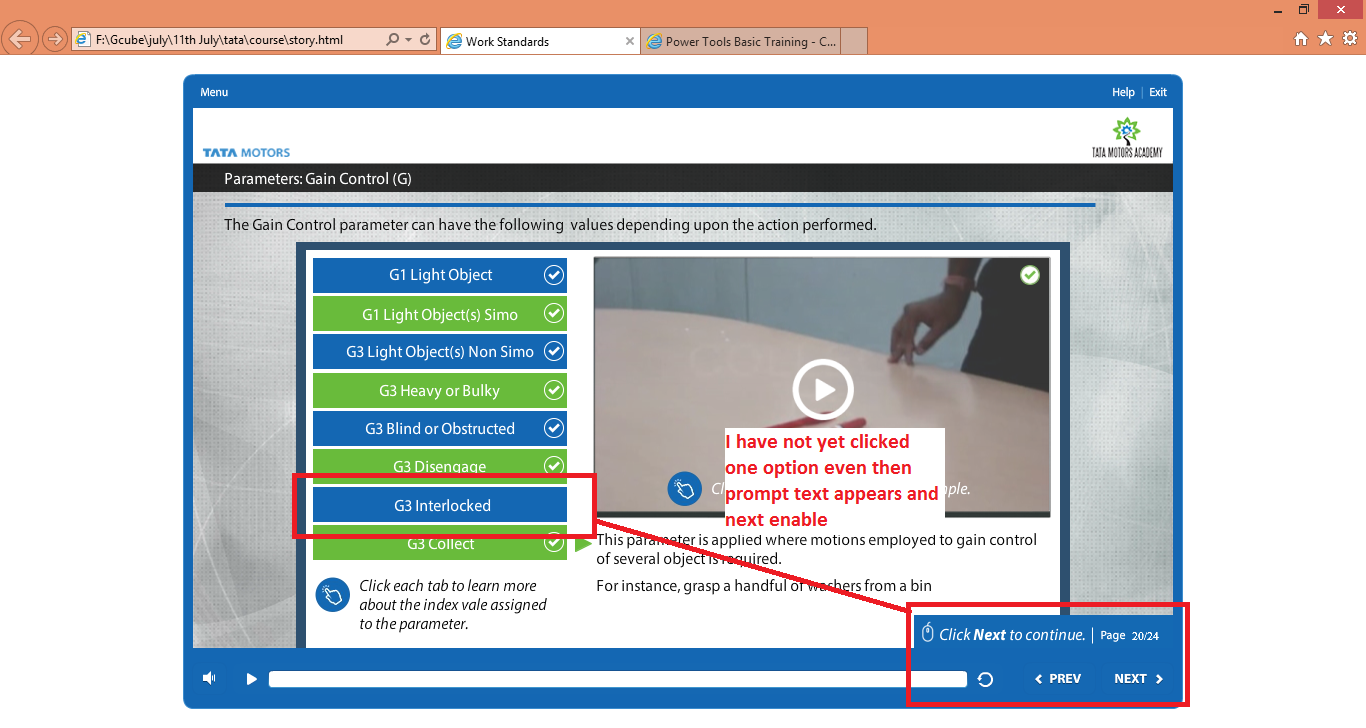 F:\Gcube\july\11th July\tata\course\story.html
Work Standards
Power Tools Basic Training - C...
Menu
Help | Exit
TATA MOTORS
TATA MOTORS ACADEMY
Parameters: Gain Control (G)
The Gain Control parameter can have the following values depending upon the action performed.
G1 Light Object
G1 Light Object(s) Simo
G3 Light Object(s) Non Simo
G3 Heavy or Bulky
G3 Blind or Obstructed
G3 Disengage
G3 Interlocked
G3 Collect
I have not yet clicked
one option even then
prompt text appears and
next enable
This parameter is applied where motions employed to gain control
of several object is required.
For instance, grasp a handful of washers from a bin
Click each tab to learn more
about the index vale assigned
to the parameter.
Click Next to continue. | Page 20/24
PREV
NEXT